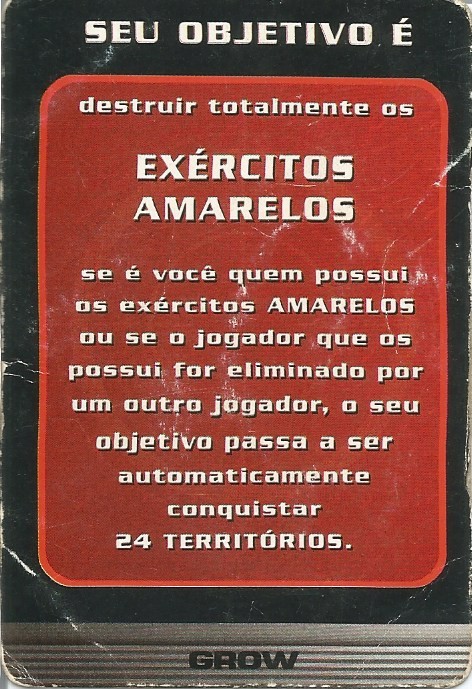 SEU OBJETIVO É
destruir totalmente os
EXÉRCITOS
AMARELOS
se é você quem possui
os exércitos AMARELOS
ou se o jogador que os
possui for eliminado por
um outro jogador, o seu
objetivo passa a ser
automaticamente
conquistar
24 TERRITÓRIOS.
GROW